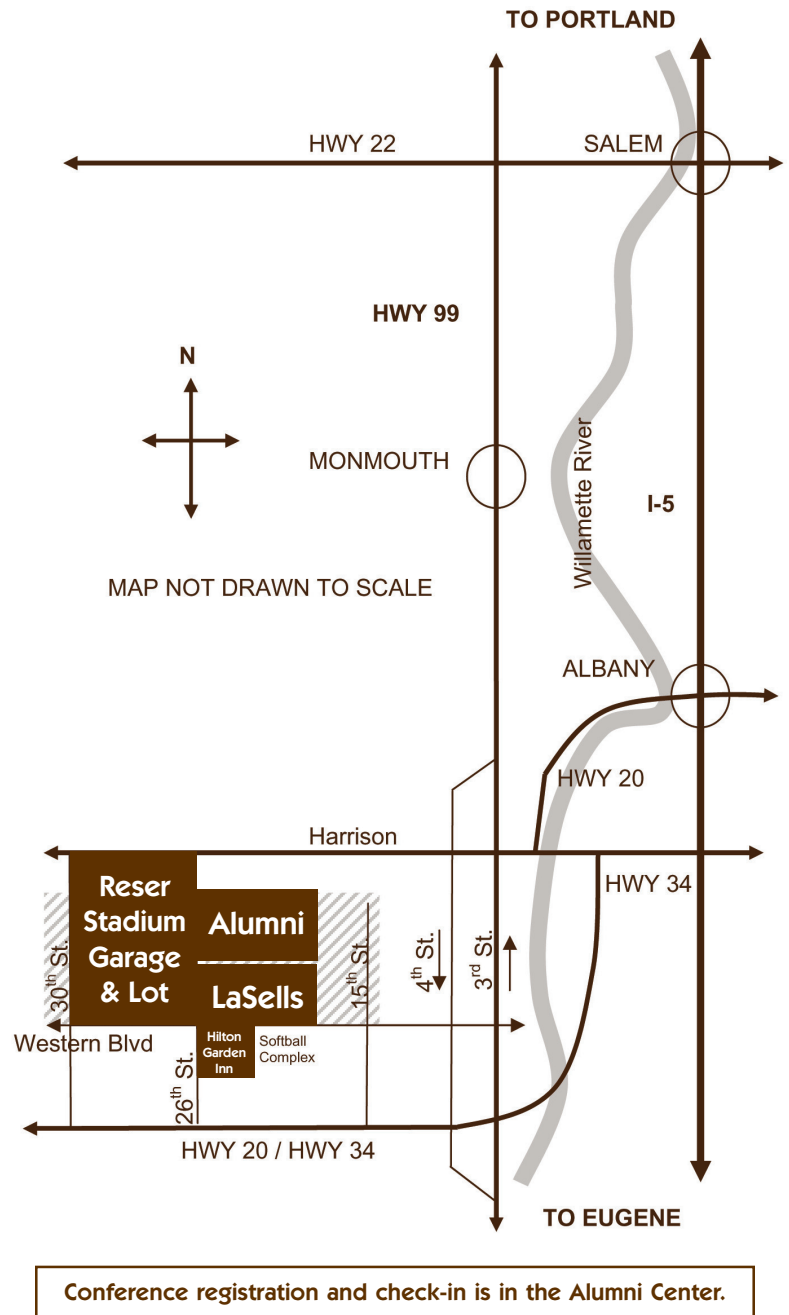 TO PORTLAND
HWY 22
SALEM
HWY 99
N
MONMOUTH
Willamette River
I-5
MAP NOT DRAWN TO SCALE
ALBANY
HWY 20
Harrison
HWY 34
Reser
Stadium
Garage
& Lot
Alumni
LaSells
30th St.
15th St.
4th St.
3rd St.
Western Blvd
Hilton
Garden
Inn
Softball
Complex
26th St.
HWY 20 / HWY 34
TO EUGENE
Conference registration and check-in is in the Alumni Center.